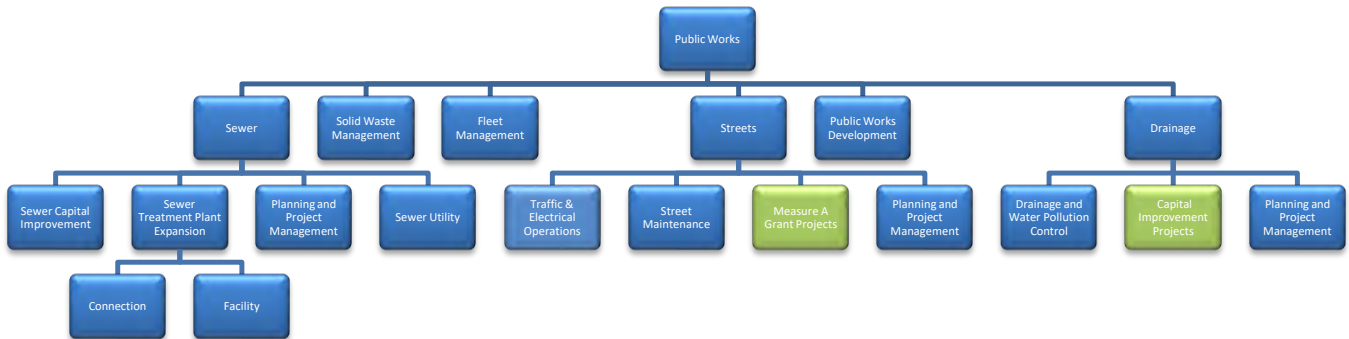 Public Works
Sewer
Solid Waste
Management
Fleet
Management
Streets
Public Works
Development
Drainage
Sewer Capital
Improvement
Sewer
Treatment Plant
Expansion
Planning and
Project
Management
Sewer Utility
Traffic &
Electrical
Operations
Street
Maintenance
Measure A
Grant Projects
Planning and
Project
Management
Drainage and
Water Pollution
Control
Capital
Improvement
Projects
Planning and
Project
Management
Connection
Facility